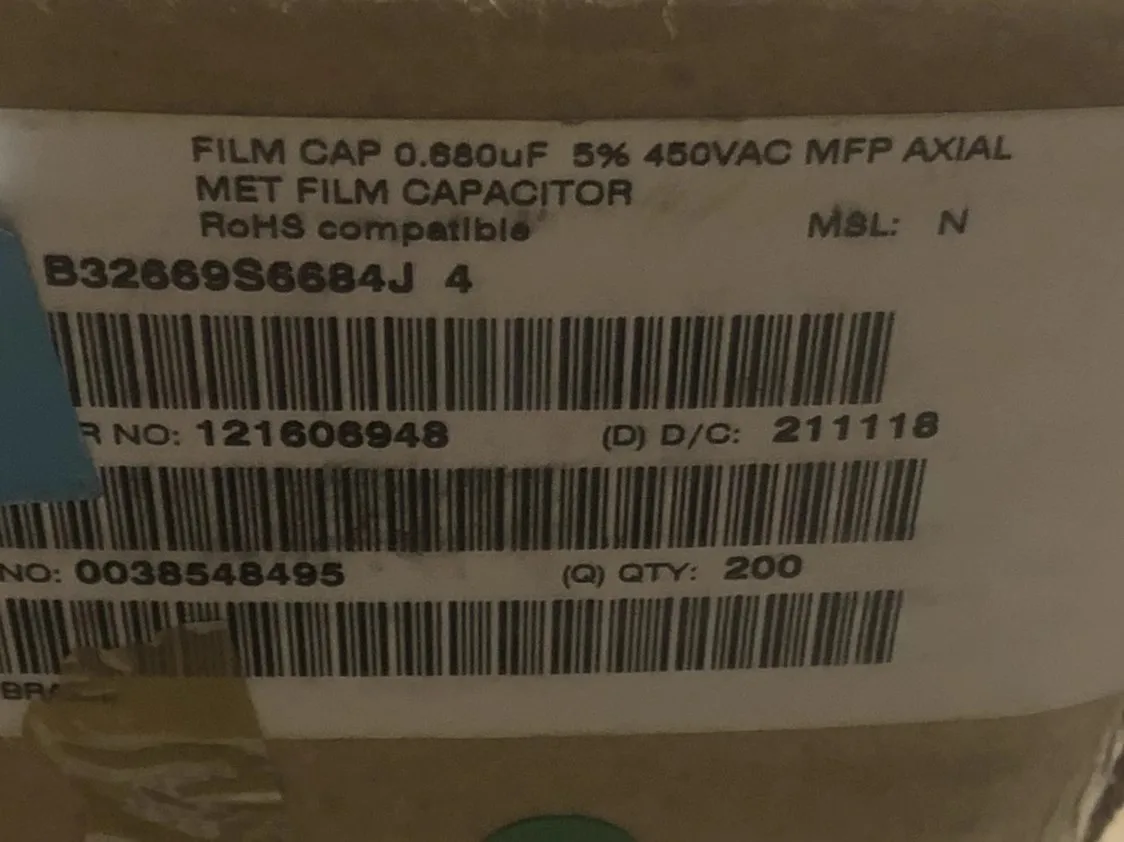 FILM CAP 0.680uF 5% 450VAC MFP AXIAL
MET FILM CAPACITOR
RoHS compatible MSL: N
B32669S6684J 4
R NO: 121606948 (D) D/C: 211118
NO: 0038548495 (Q) QTY: 200